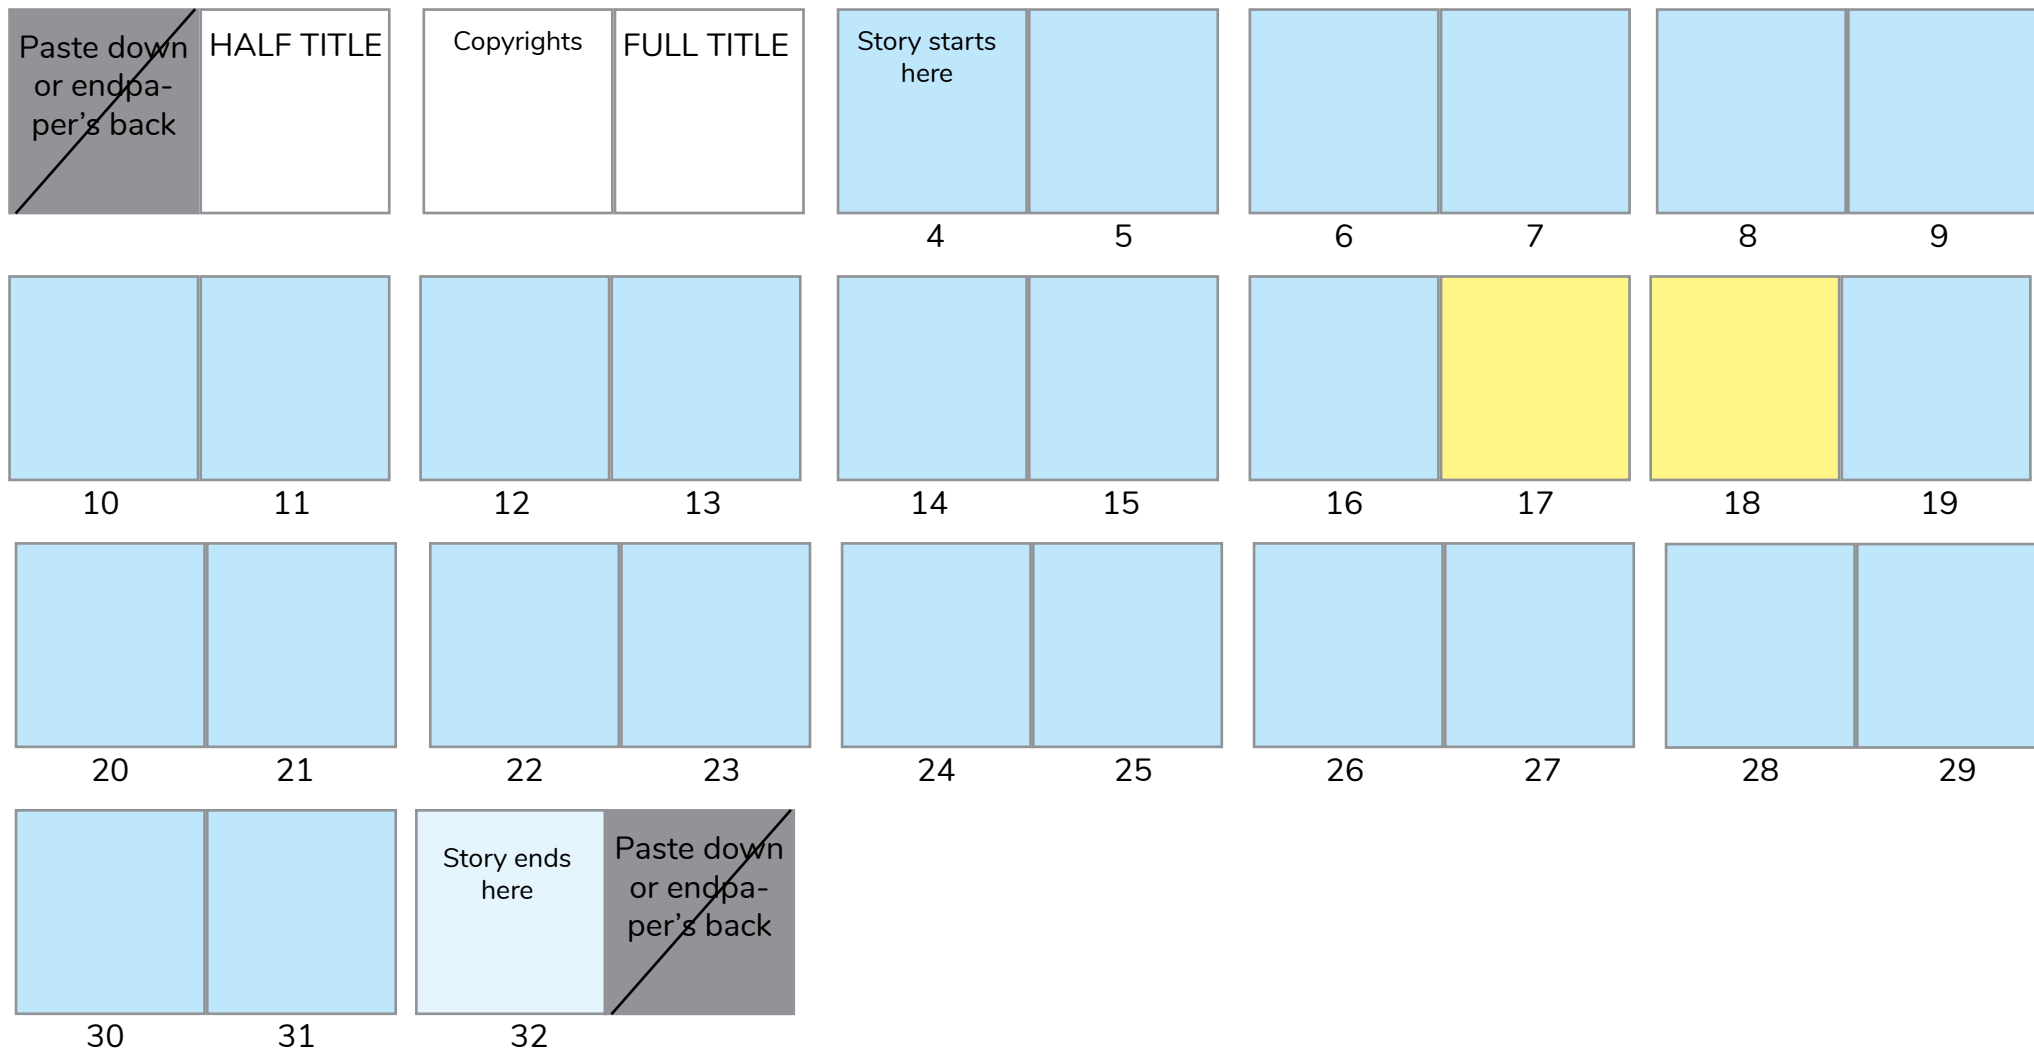 Paste down
or endpa-
per's back
HALF TITLE
Copyrights
FULL TITLE
Story starts
here
4
5
6
7
8
9
10
11
12
13
14
15
16
17
18
19
20
21
22
23
24
25
26
27
28
29
Story ends
here
Paste down
or endpa-
per's back
30
31
32